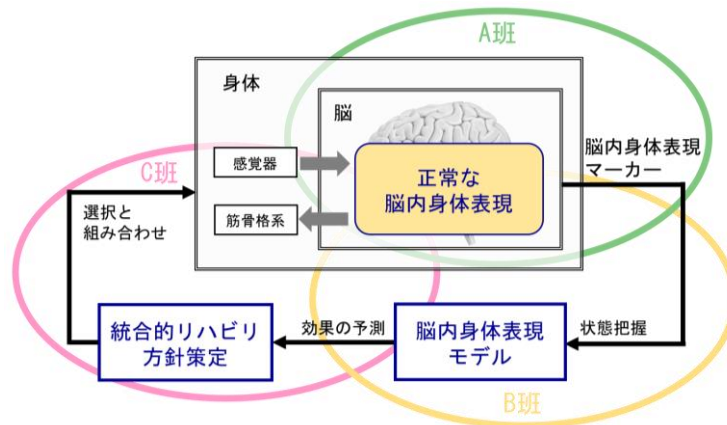 A班
身体
脳
C班
感覚器
筋骨格系
正常な
脳内身体表現
脳内身体表現
マーカー
選択と
組み合わせ
統合的リハビリ
方針策定
効果の予測
脳内身体表現
モデル
状態把握
B班